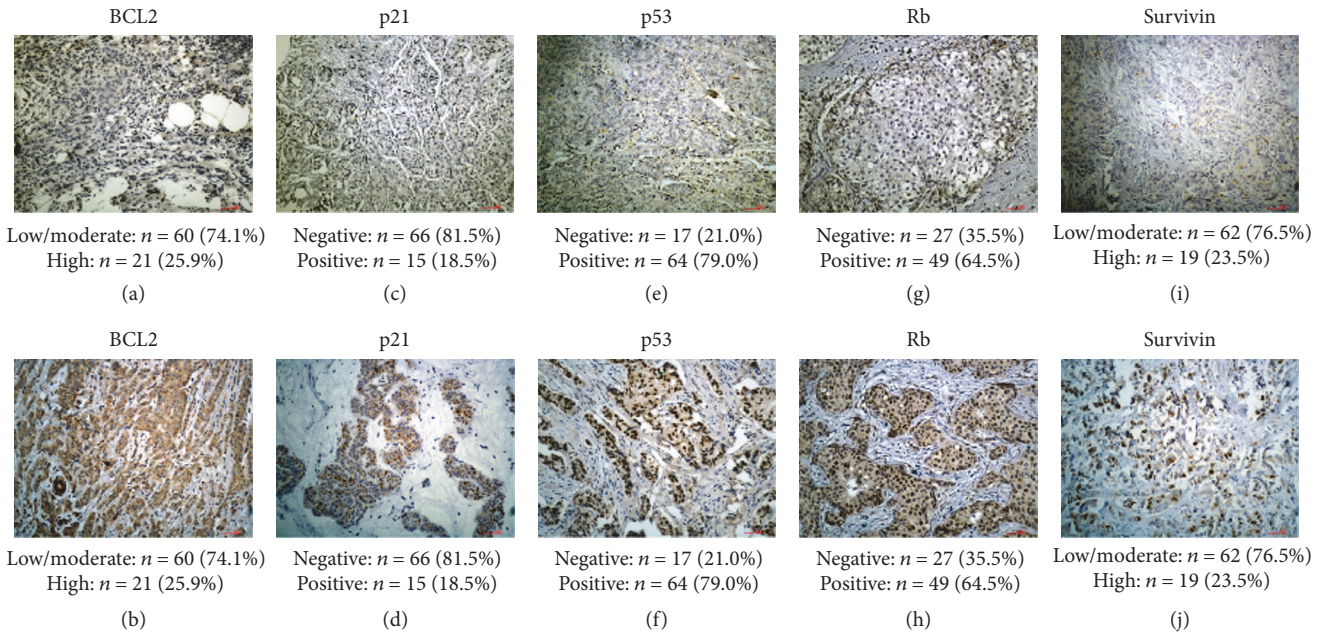 BCL2
p21
p53
Rb
Survivin
Low/moderate: n = 60 (74.1%)
High: n = 21 (25.9%)
(a)
Negative: n = 66 (81.5%)
Positive: n = 15 (18.5%)
(c)
Negative: n = 17 (21.0%)
Positive: n = 64 (79.0%)
(e)
Negative: n = 27 (35.5%)
Positive: n = 49 (64.5%)
(g)
Low/moderate: n = 62 (76.5%)
High: n = 19 (23.5%)
(i)
BCL2
p21
p53
Rb
Survivin
Low/moderate: n = 60 (74.1%)
High: n = 21 (25.9%)
(b)
Negative: n = 66 (81.5%)
Positive: n = 15 (18.5%)
(d)
Negative: n = 17 (21.0%)
Positive: n = 64 (79.0%)
(f)
Negative: n = 27 (35.5%)
Positive: n = 49 (64.5%)
(h)
Low/moderate: n = 62 (76.5%)
High: n = 19 (23.5%)
(j)